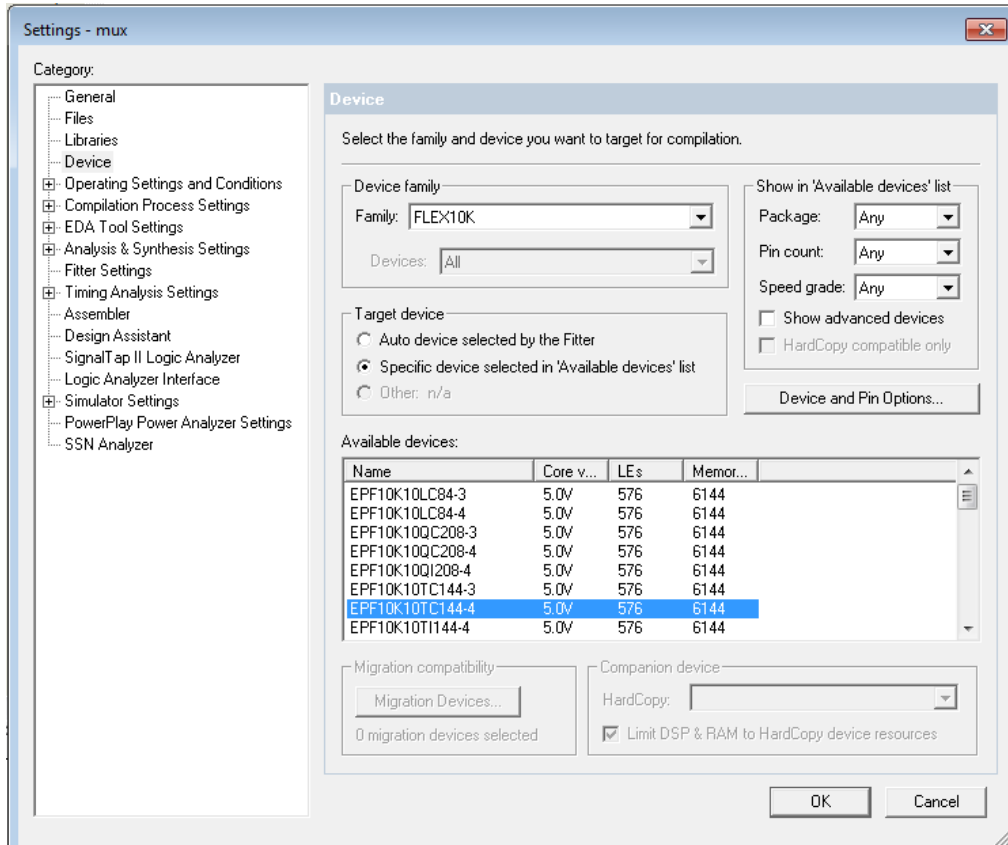 Settings - mux
Category:
General
Files
Libraries
Device
Operating Settings and Conditions
Compilation Process Settings
EDA Tool Settings
Analysis & Synthesis Settings
Fitter Settings
Timing Analysis Settings
Assembler
Design Assistant
SignalTap II Logic Analyzer
Logic Analyzer Interface
Simulator Settings
PowerPlay Power Analyzer Settings
SSN Analyzer
Device
Select the family and device you want to target for compilation.
Device family
Family: FLEX10K
Devices: All
Show in 'Available devices' list
Package: Any
Pin count: Any
Speed grade: Any
Show advanced devices
HardCopy compatible only
Target device
Auto device selected by the Fitter
Specific device selected in 'Available devices' list
Other: n/a
Device and Pin Options...
Available devices:
Name Core v... LEs Memor...
EPF10K10LC84-3 5.0V 576 6144
EPF10K10LC84-4 5.0V 576 6144
EPF10K10QC208-3 5.0V 576 6144
EPF10K10QC208-4 5.0V 576 6144
EPF10K10QI208-4 5.0V 576 6144
EPF10K10TC144-3 5.0V 576 6144
EPF10K10TC144-4 5.0V 576 6144
EPF10K10TI144-4 5.0V 576 6144
Migration compatibility
Migration Devices...
0 migration devices selected
Companion device
HardCopy:
Limit DSP & RAM to HardCopy device resources
OK Cancel